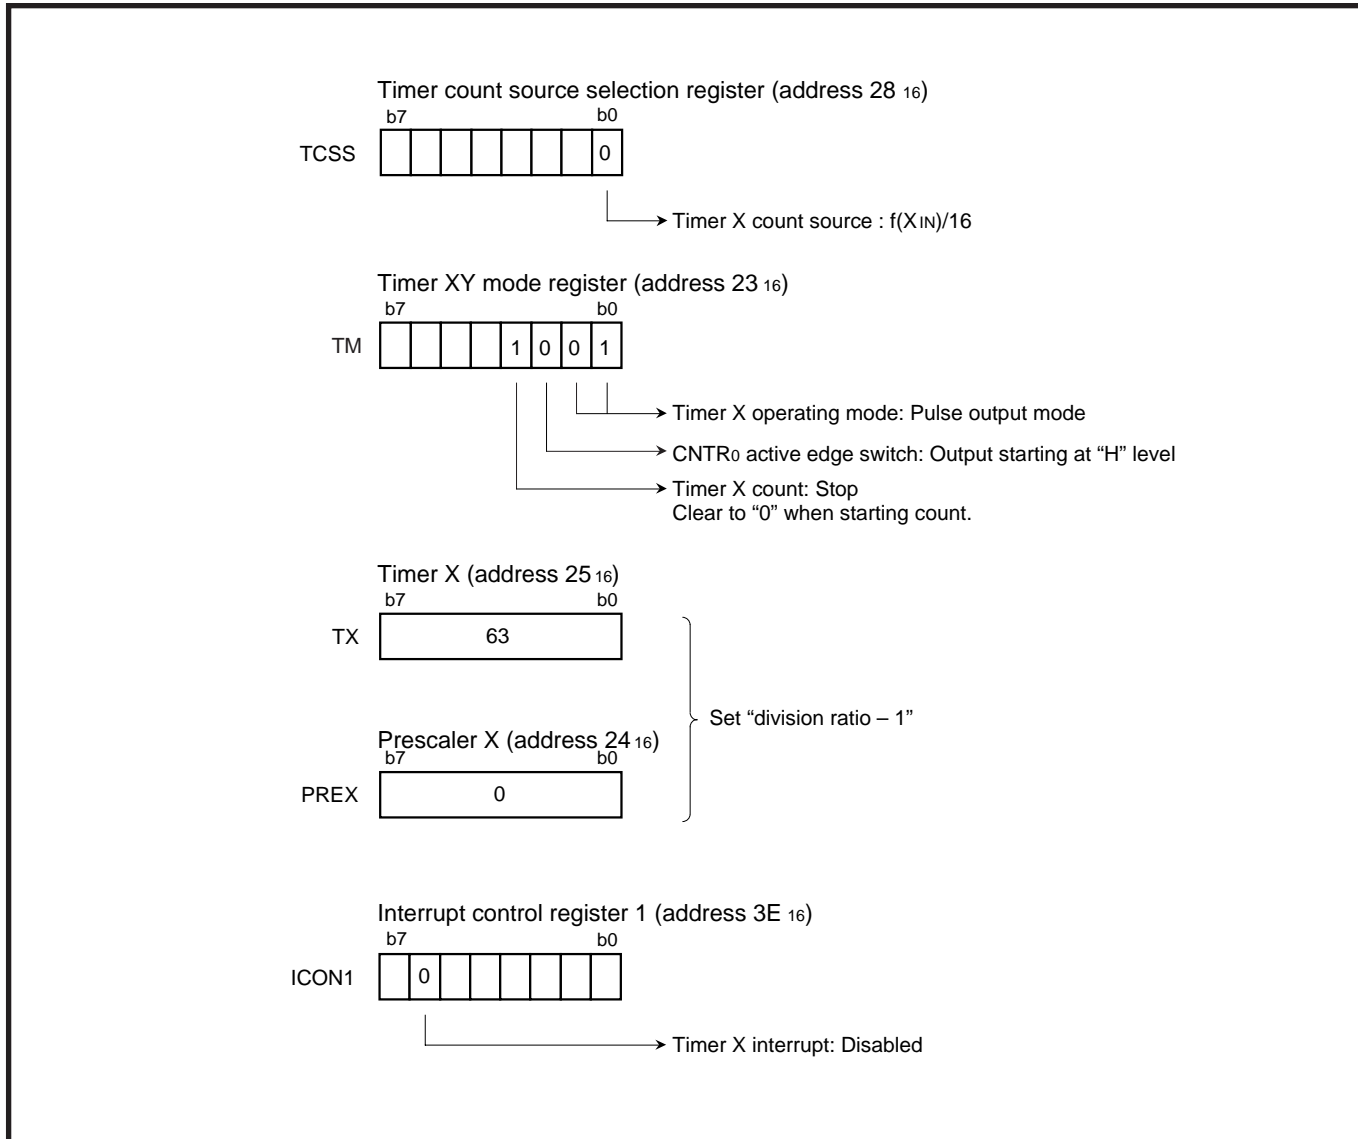 Timer count source selection register (address 28 16)
b7 b0
TCSS 0
Timer X count source : f(XIN)/16
Timer XY mode register (address 23 16)
b7 b0
TM 1 0 0 1
Timer X operating mode: Pulse output mode
CNTR0 active edge switch: Output starting at “H” level
Timer X count: Stop
Clear to “0” when starting count.
Timer X (address 25 16)
b7 b0
TX 63
Set “division ratio – 1”
Prescaler X (address 24 16)
b7 b0
PREX 0
Interrupt control register 1 (address 3E 16)
b7 b0
ICON1 0
Timer X interrupt: Disabled